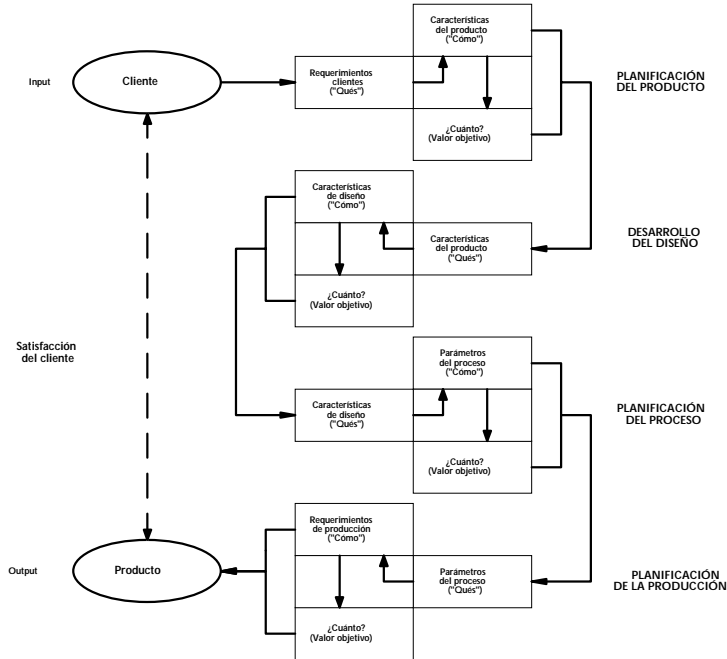 Características
del producto
("Cómo")
Input
Cliente
Requerimientos
clientes
("Qués")
PLANIFICACIÓN
DEL PRODUCTO
¿Cuánto?
(Valor objetivo)
Características
de diseño
("Cómo")
Características
del producto
("Qués")
DESARROLLO
DEL DISEÑO
¿Cuánto?
(Valor objetivo)
Satisfacción
del cliente
Parámetros
del proceso
("Cómo")
Características
de diseño
("Qués")
PLANIFICACIÓN
DEL PROCESO
¿Cuánto?
(Valor objetivo)
Requerimientos
de producción
("Cómo")
Output
Producto
Parámetros
del proceso
("Qués")
PLANIFICACIÓN
DE LA PRODUCCIÓN
¿Cuánto?
(Valor objetivo)